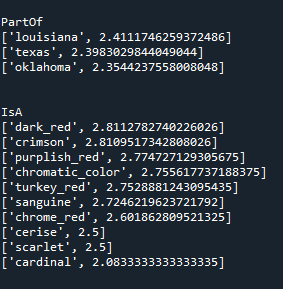 PartOf
['louisiana', 2.4111746259372486]
['texas', 2.3983029844049044]
['oklahoma', 2.3544237558008048]
IsA
['dark_red', 2.8112782740226026]
['crimson', 2.8109517342808026]
['purplish_red', 2.774727129305675]
['chromatic_color', 2.755617737188375]
['turkey_red', 2.7528881243095435]
['sanguine', 2.7246219623721792]
['chrome_red', 2.601862809521325]
['cerise', 2.5]
['scarlet', 2.5]
['cardinal', 2.0833333333333335]